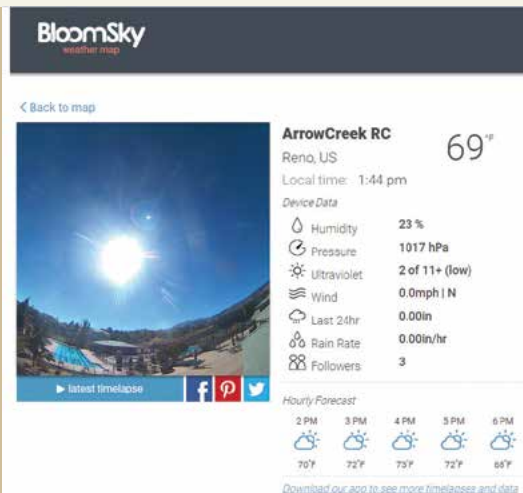 BloomSky
weather map
Back to map
ArrowCreek RC
69°F
Reno, US
Local time: 1:44 pm
Device Data
Humidity 23 %
Pressure 1017 hPa
Ultraviolet 2 of 11+ (low)
Wind 0.0mph | N
Last 24hr 0.00in
Rain Rate 0.00in/hr
Followers 3
latest timelapse
Hourly Forecast
2 PM 3 PM 4 PM 5 PM 6 PM
70°F 72°F 73°F 72°F 68°F
Download our app to see more timelapses and data